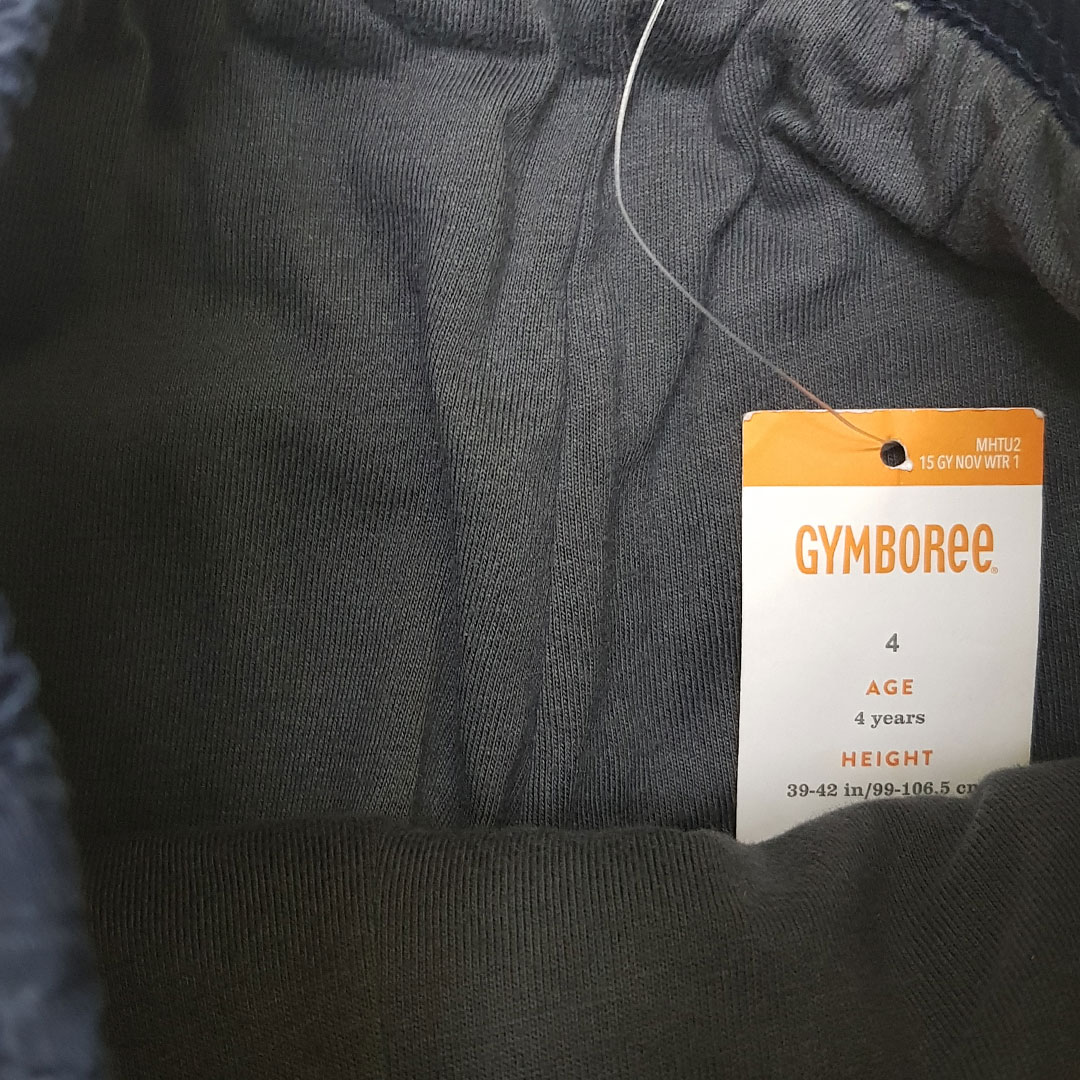 MHTU2
15 GY NOV WTR 1
GYMBOREE
4
AGE
4 years
HEIGHT
39-42 in/99-106.5